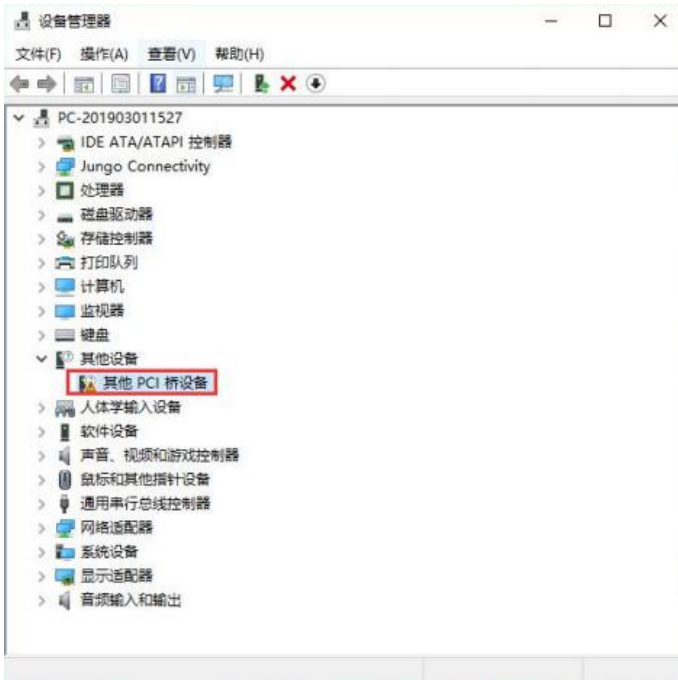 设备管理器
文件(F) 操作(A) 查看(V) 帮助(H)
PC-201903011527
IDE ATA/ATAPI 控制器
Jungo Connectivity
处理器
磁盘驱动器
存储控制器
打印队列
计算机
监视器
键盘
其他设备
其他 PCI 桥设备
人体学输入设备
软件设备
声音、视频和游戏控制器
鼠标和其他指针设备
通用串行总线控制器
网络适配器
系统设备
显示适配器
音频输入和输出